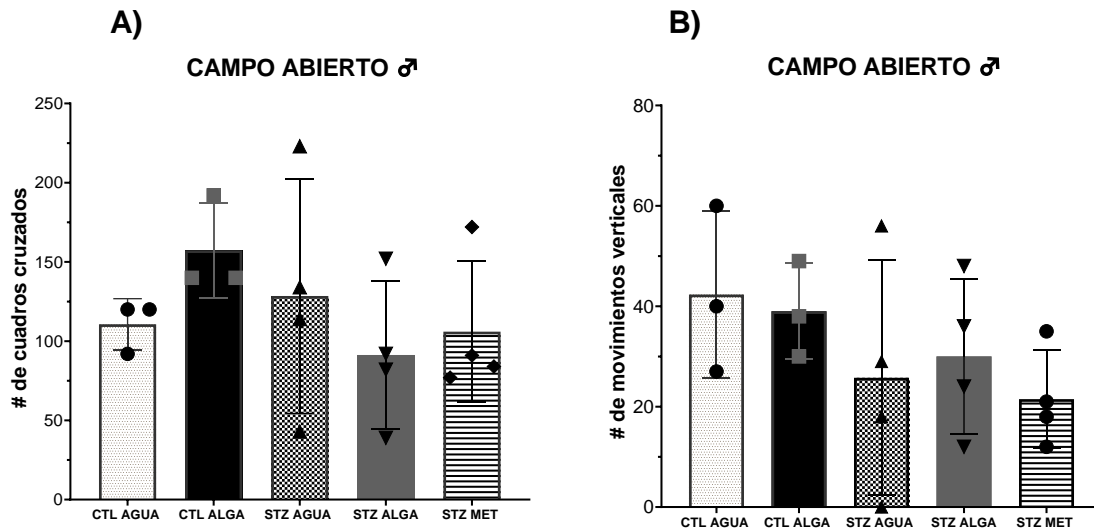 A)
CAMPO ABIERTO ♂
# de cuadros cruzados
250
200
150
100
50
0
CTL AGUA CTL ALGA STZ AGUA STZ ALGA STZ MET
B)
CAMPO ABIERTO ♂
# de movimientos verticales
80
60
40
20
0
CTL AGUA CTL ALGA STZ AGUA STZ ALGA STZ MET